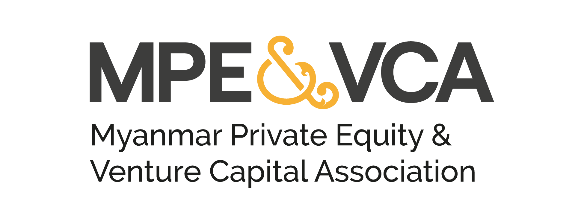 MPE&VCA
Myanmar Private Equity &
Venture Capital Association